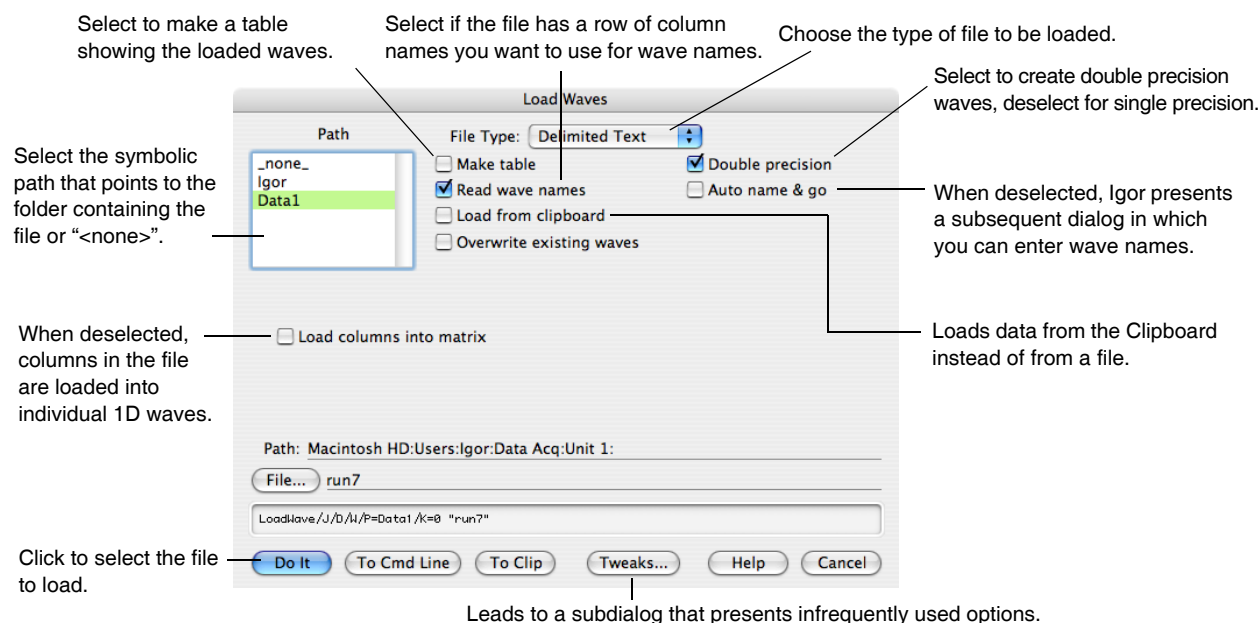 Select to make a table
showing the loaded waves.
Select if the file has a row of column
names you want to use for wave names.
Choose the type of file to be loaded.
Select to create double precision
waves, deselect for single precision.
Load Waves
Path
File Type: Delimited Text
Select the symbolic
path that points to the
folder containing the
file or “<none>”.
_none_
Igor
Data1
Make table
Double precision
Read wave names
Auto name & go
Load from clipboard
Overwrite existing waves
When deselected, Igor presents
a subsequent dialog in which
you can enter wave names.
When deselected,
columns in the file
are loaded into
individual 1D waves.
Load columns into matrix
Loads data from the Clipboard
instead of from a file.
Path: Macintosh HD:Users:Igor:Data Acq:Unit 1:
File... run7
LoadWave/J/D/W/P=Data1/K=0 "run7"
Click to select the file
to load.
Do It To Cmd Line To Clip Tweaks... Help Cancel
Leads to a subdialog that presents infrequently used options.